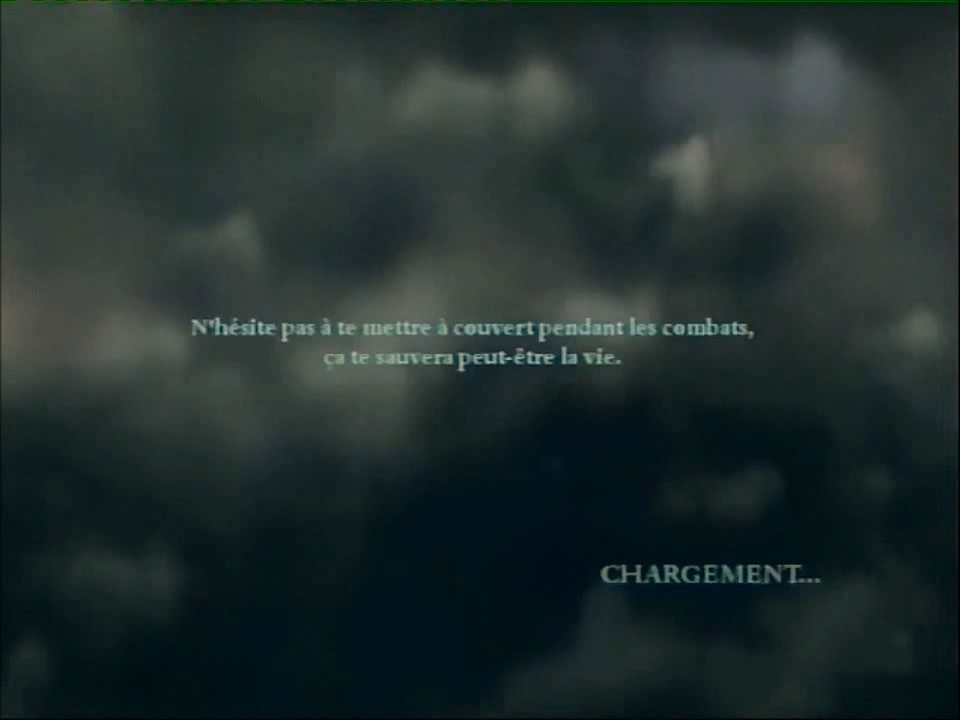 N'hésite pas à te mettre à couvert pendant les combats,
ça te sauvera peut-être la vie.
CHARGEMENT...